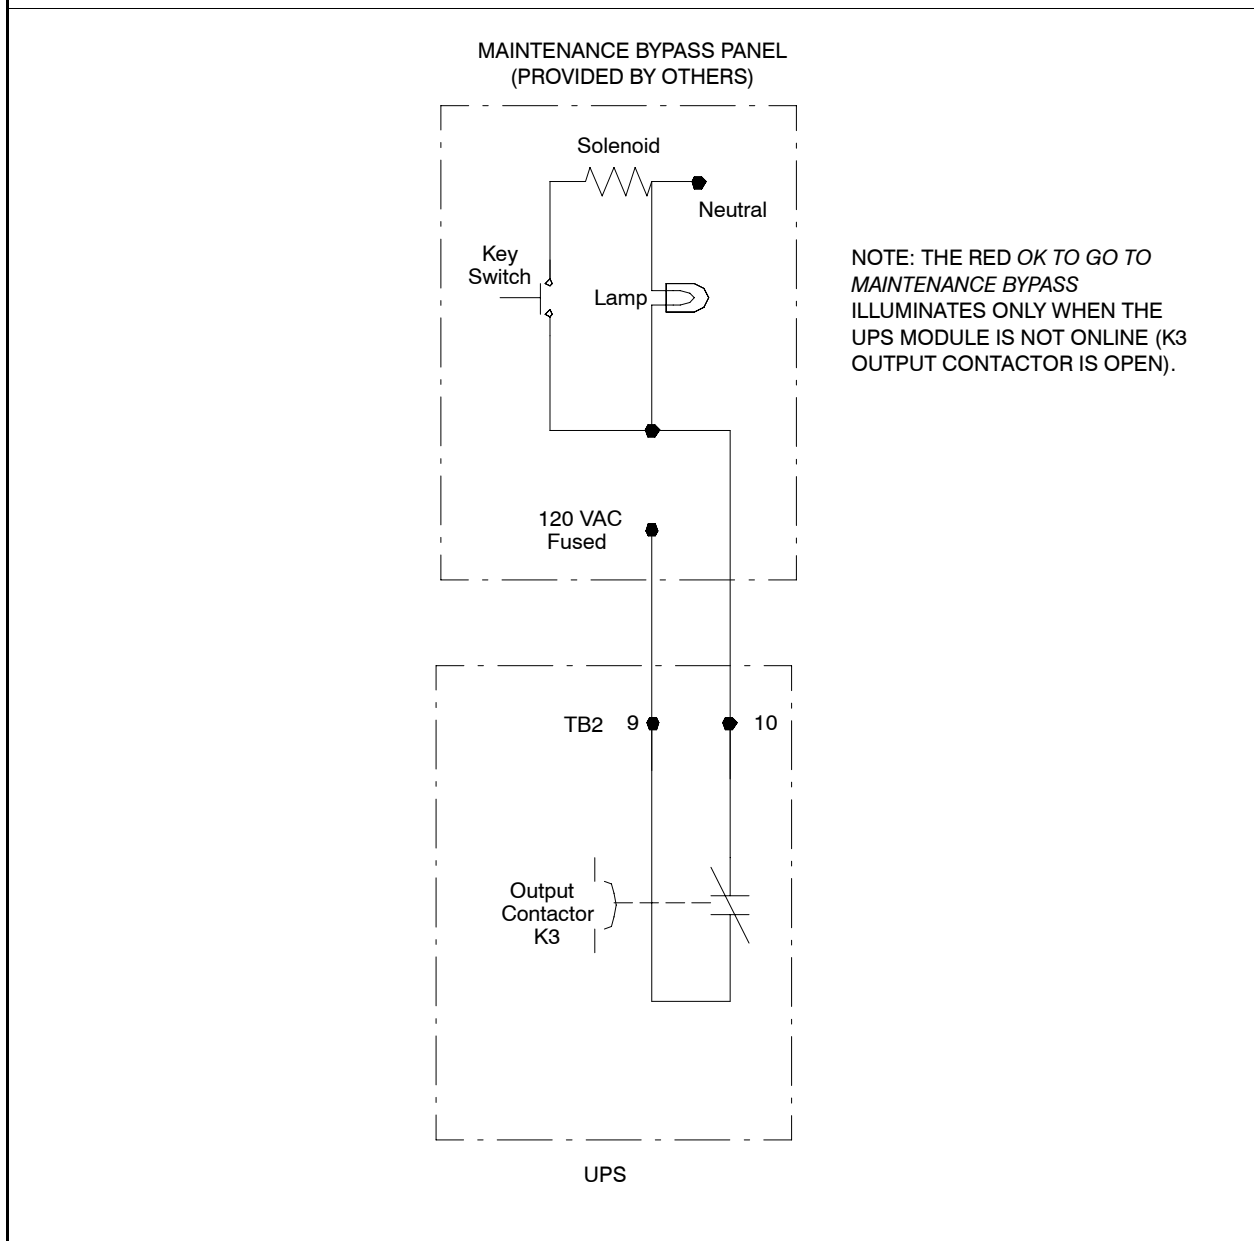 MAINTENANCE BYPASS PANEL
(PROVIDED BY OTHERS)
Solenoid
Neutral
Key
Switch
Lamp
NOTE: THE RED OK TO GO TO
MAINTENANCE BYPASS
ILLUMINATES ONLY WHEN THE
UPS MODULE IS NOT ONLINE (K3
OUTPUT CONTACTOR IS OPEN).
120 VAC
Fused
TB2 9 10
Output
Contactor
K3
UPS